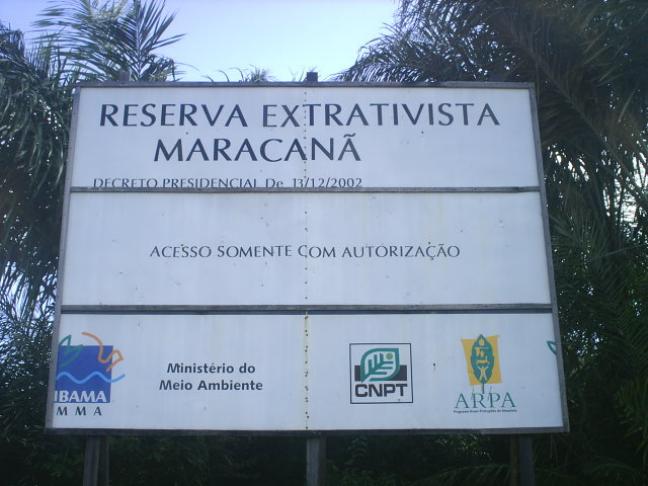 RESERVA EXTRATIVISTA
MARACANÃ
DECRETO PRESIDENCIAL De 13/12/2002
ACESSO SOMENTE COM AUTORIZAÇÃO
IBAMA
MMA
Ministério do
Meio Ambiente
CNPT
ARPA